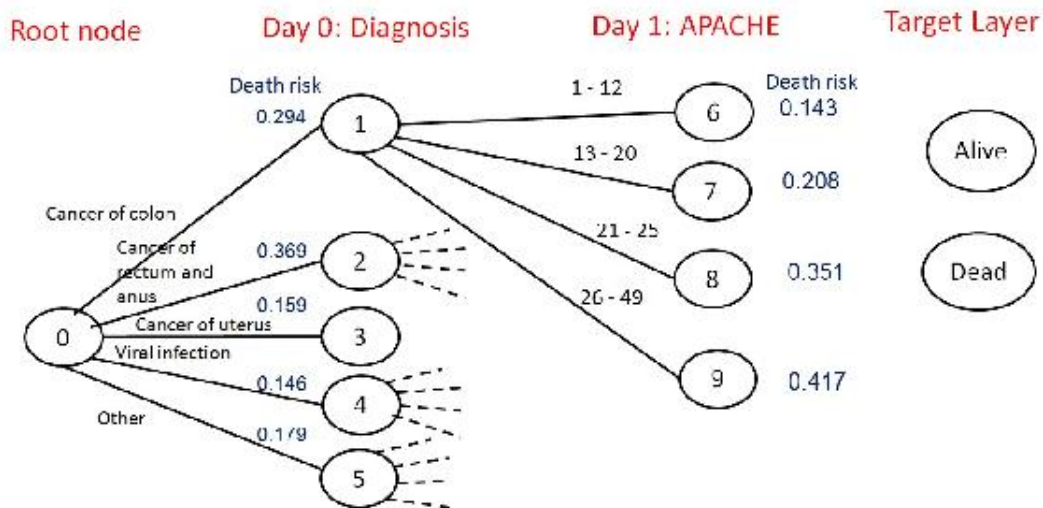 Root node
Day 0: Diagnosis
Day 1: APACHE
Target Layer
Death risk
0.294
1
1 - 12
6
Death risk
0.143
13 - 20
7
0.208
Alive
Cancer of colon
21 - 25
Cancer of
rectum and
anus
0.369
2
8
0.351
Dead
26 - 49
0.159
0
Cancer of uterus
3
Viral infection
9
0.417
0.146
4
Other
0.179
5